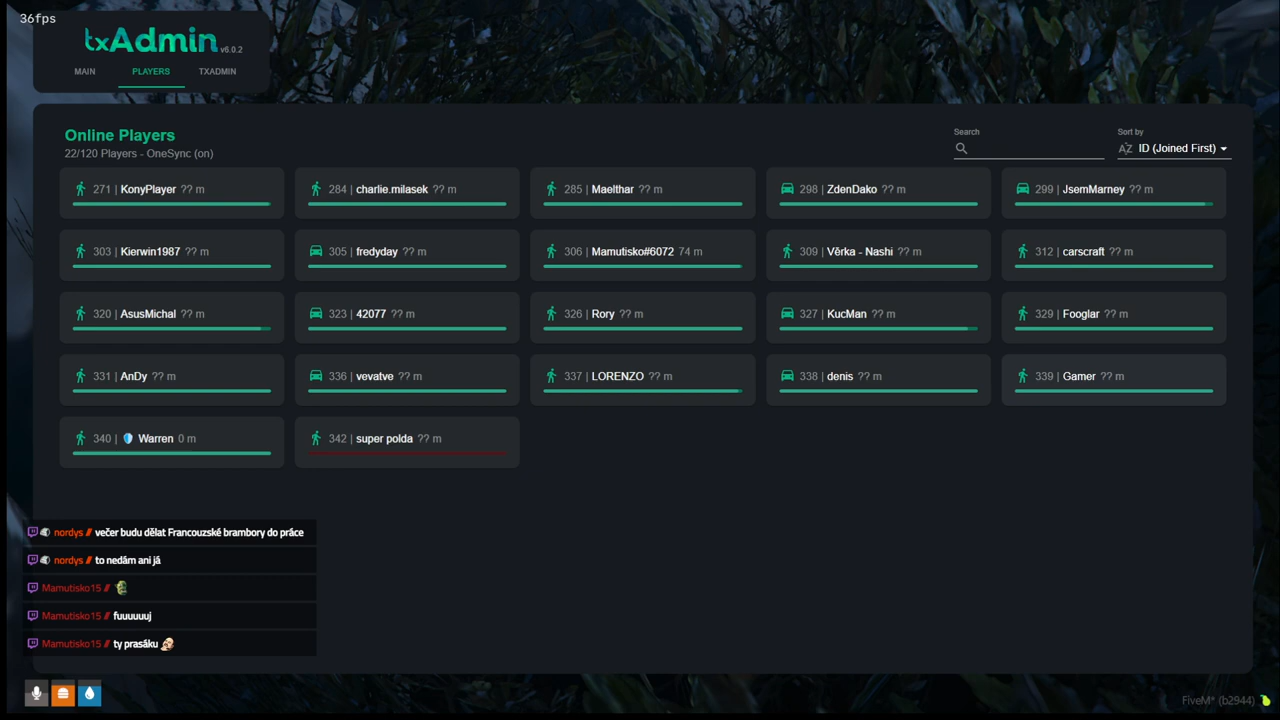 36fps
txAdmin v6.0.2
MAIN PLAYERS TXADMIN
Online Players
22/120 Players - OneSync (on)
Search
Sort by
AZ ID (Joined First)
271 | KonyPlayer ?? m
284 | charlie.milasek ?? m
285 | Maelthar ?? m
298 | ZdenDako ?? m
299 | JsemMarney ?? m
303 | Kierwin1987 ?? m
305 | fredyday ?? m
306 | Mamutisko#6072 74 m
309 | Věrka - Nashi ?? m
312 | carscraft ?? m
320 | AsusMichal ?? m
323 | 42077 ?? m
326 | Rory ?? m
327 | KucMan ?? m
329 | Fooglar ?? m
331 | AnDy ?? m
336 | vevatve ?? m
337 | LORENZO ?? m
338 | denis ?? m
339 | Gamer ?? m
340 | Warren 0 m
342 | super polda ?? m
nordys // večer budu dělat Francouzské brambory do práce
nordys // to nedám ani já
Mamutisko15 //
Mamutisko15 // fuuuuuuj
Mamutisko15 // ty prasáku
FiveM* (b2944)